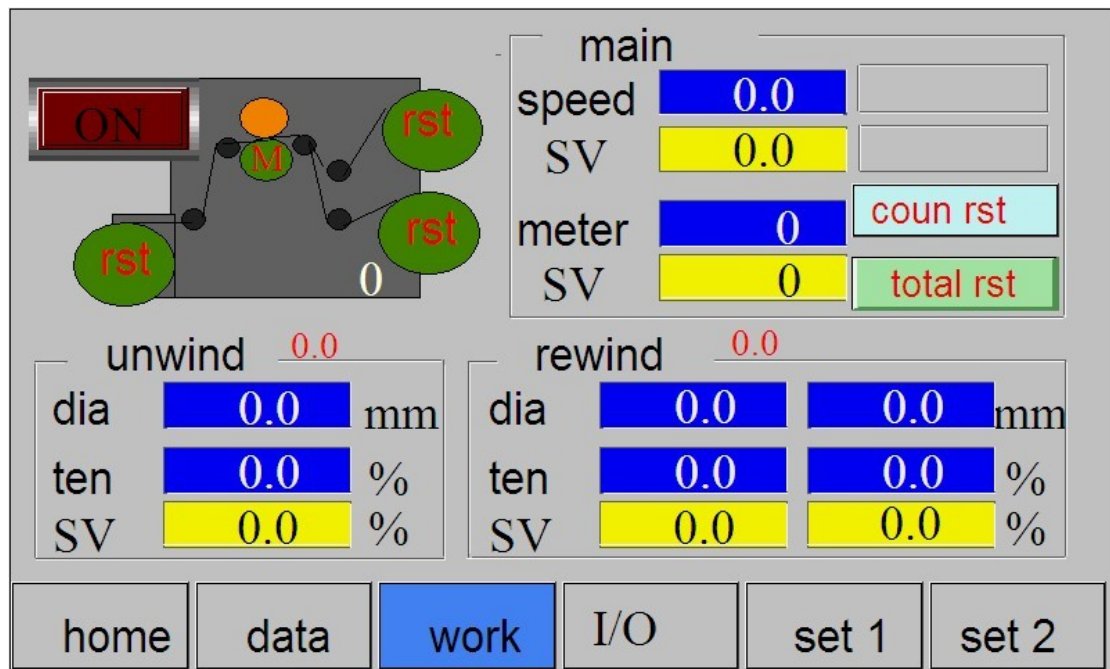 ON
rst
M
rst
rst
0
main
speed 0.0
SV 0.0
meter 0 coun rst
SV 0 total rst
unwind 0.0
dia 0.0 mm
ten 0.0 %
SV 0.0 %
rewind 0.0
dia 0.0 0.0 mm
ten 0.0 0.0 %
SV 0.0 0.0 %
home data work I/O set 1 set 2